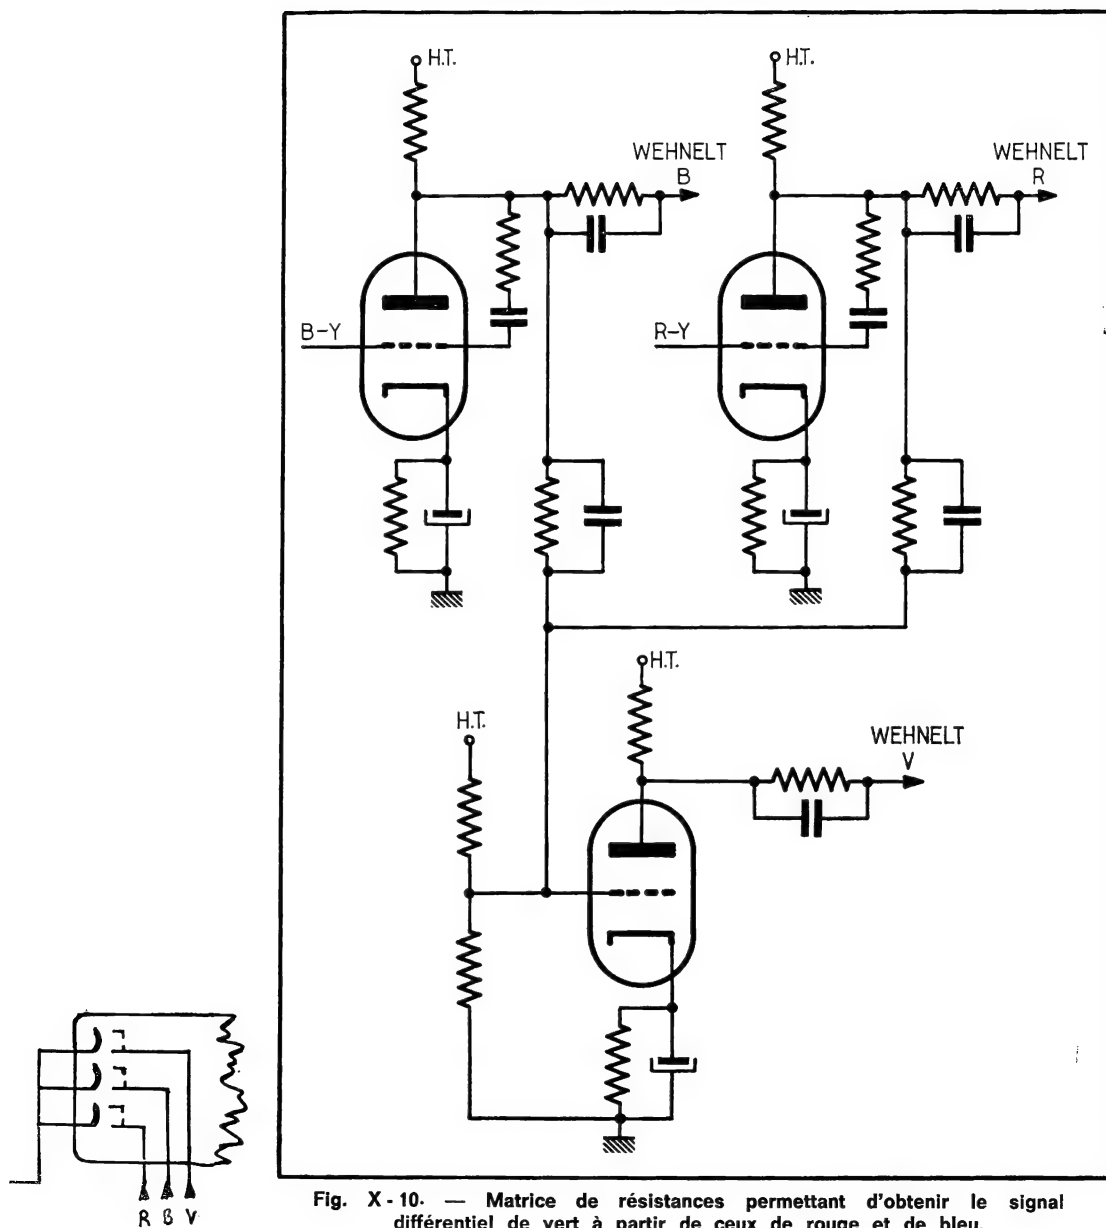 H.T.
H.T.
WEHNELT
B
WEHNELT
R
B-Y
R-Y
H.T.
H.T.
WEHNELT
V
R B V
Fig. X - 10. — Matrice de résistances permettant d'obtenir le signal
différentiel de vert à partir de ceux de rouge et de bleu.